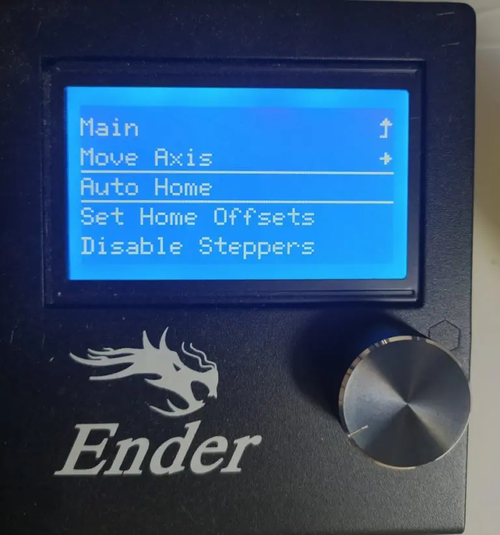 Main
Move Axis
Auto Home
Set Home Offsets
Disable Steppers
Ender